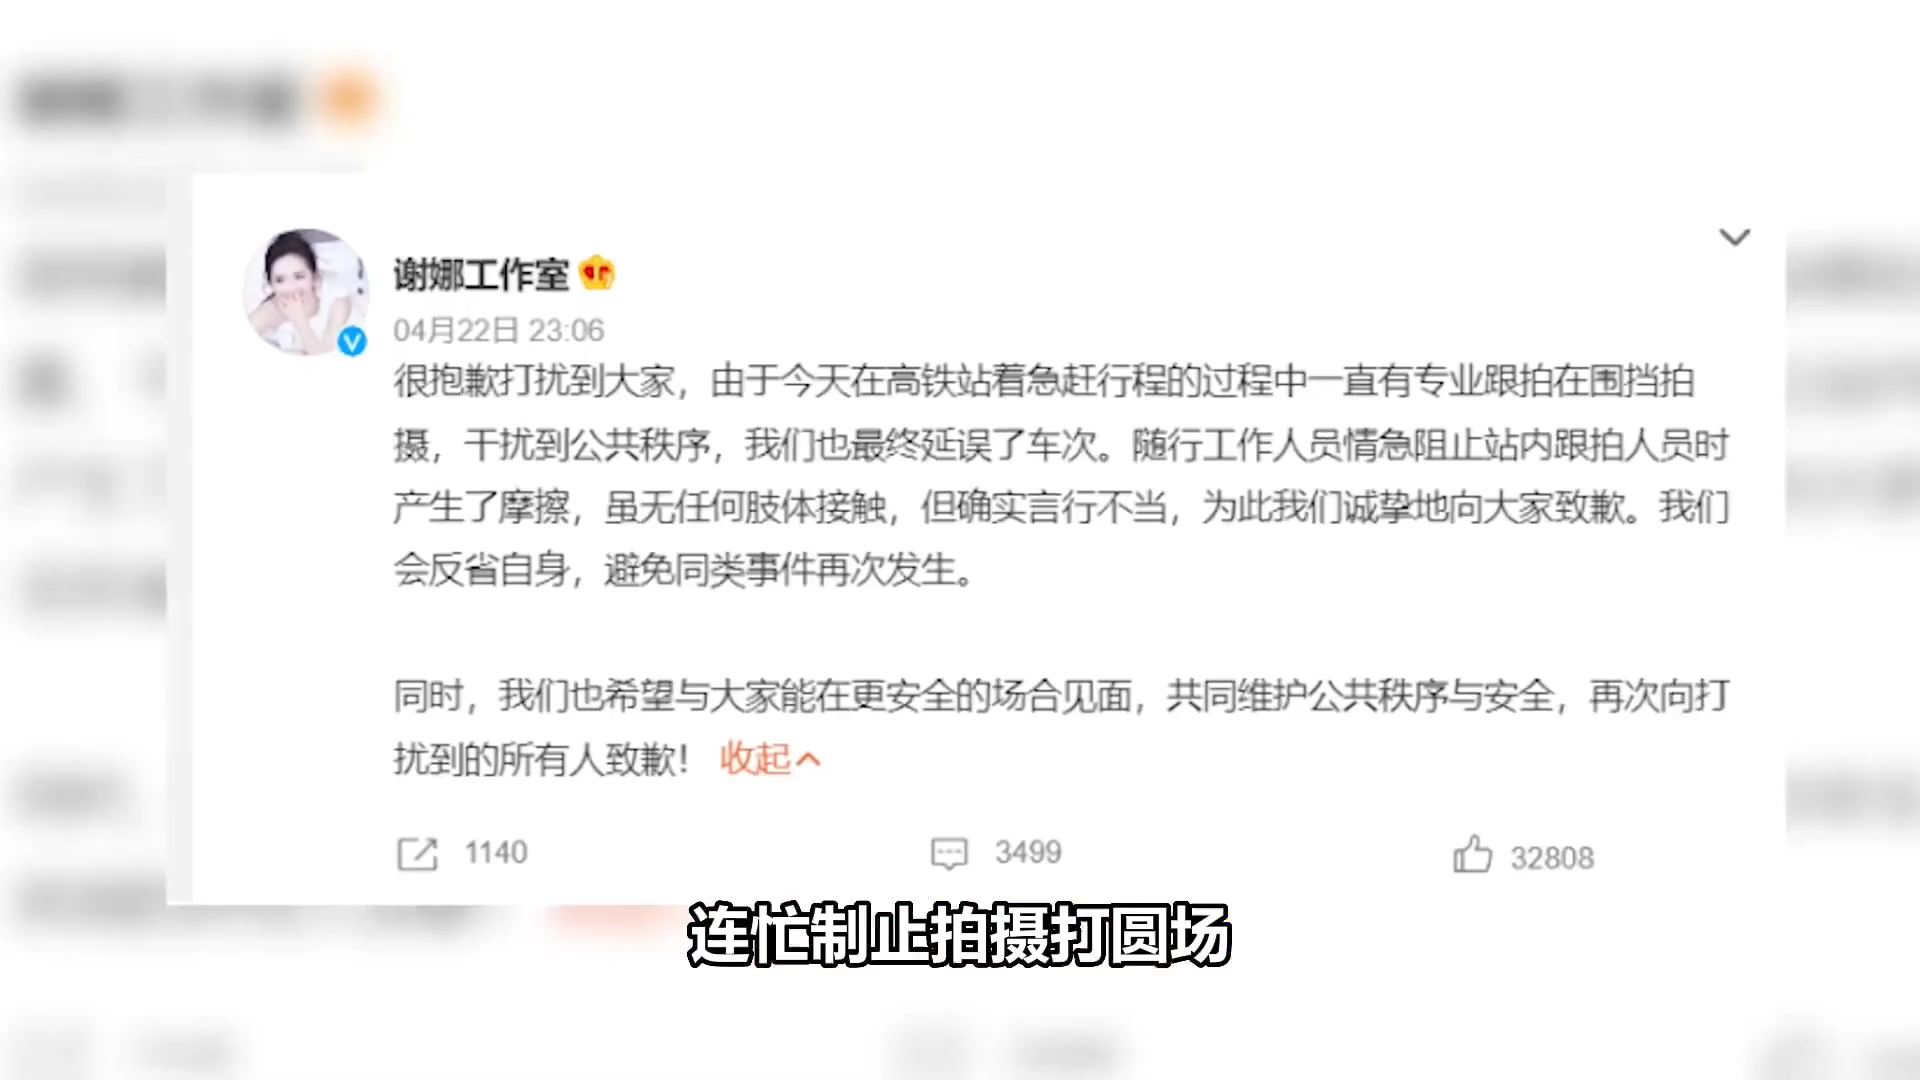 谢娜工作室
04月22日 23:06
很抱歉打扰到大家，由于今天在高铁站着急赶行程的过程中一直有专业跟拍在围挡拍
摄，干扰到公共秩序，我们也最终延误了车次。随行工作人员情急阻止站内跟拍人员时
产生了摩擦，虽无任何肢体接触，但确实言行不当，为此我们诚挚地向大家致歉。我们
会反省自身，避免同类事件再次发生。
同时，我们也希望与大家能在更安全的场合见面，共同维护公共秩序与安全，再次向打
扰到的所有人致歉！ 收起
1140 3499 32808
连忙制止拍摄打圆场